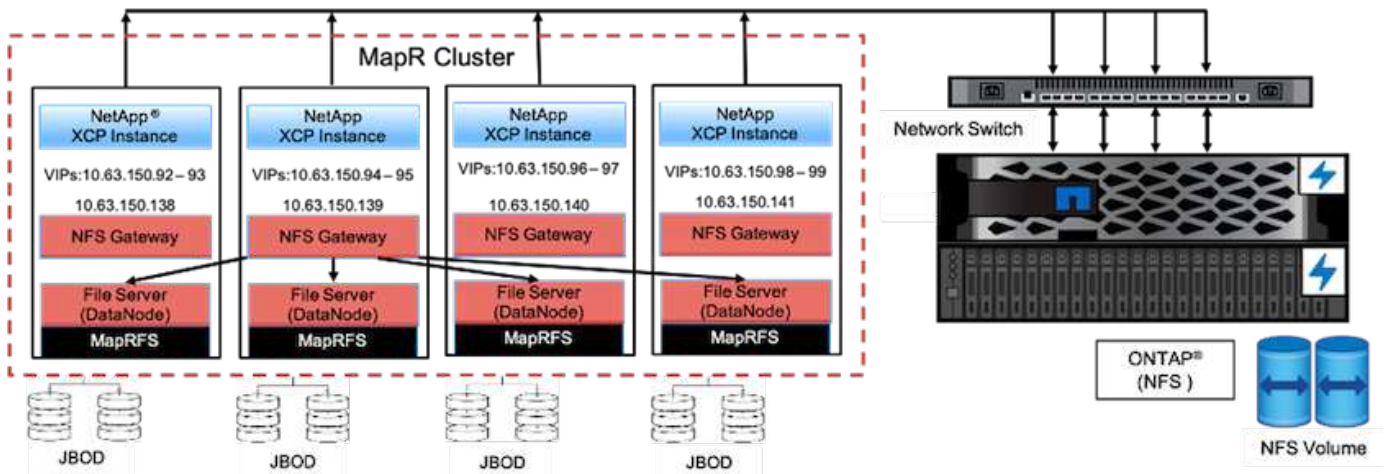 MapR Cluster
NetApp®
XCP Instance
VIPs:10.63.150.92 – 93
10.63.150.138
NFS Gateway
File Server
(DataNode)
MapRFS
JBOD
NetApp
XCP Instance
VIPs:10.63.150.94 – 95
10.63.150.139
NFS Gateway
File Server
(DataNode)
MapRFS
JBOD
NetApp
XCP Instance
VIPs:10.63.150.96 – 97
10.63.150.140
NFS Gateway
File Server
(DataNode)
MapRFS
JBOD
NetApp
XCP Instance
VIPs:10.63.150.98 – 99
10.63.150.141
NFS Gateway
File Server
(DataNode)
MapRFS
JBOD
Network Switch
ONTAP®
(NFS )
NFS Volume